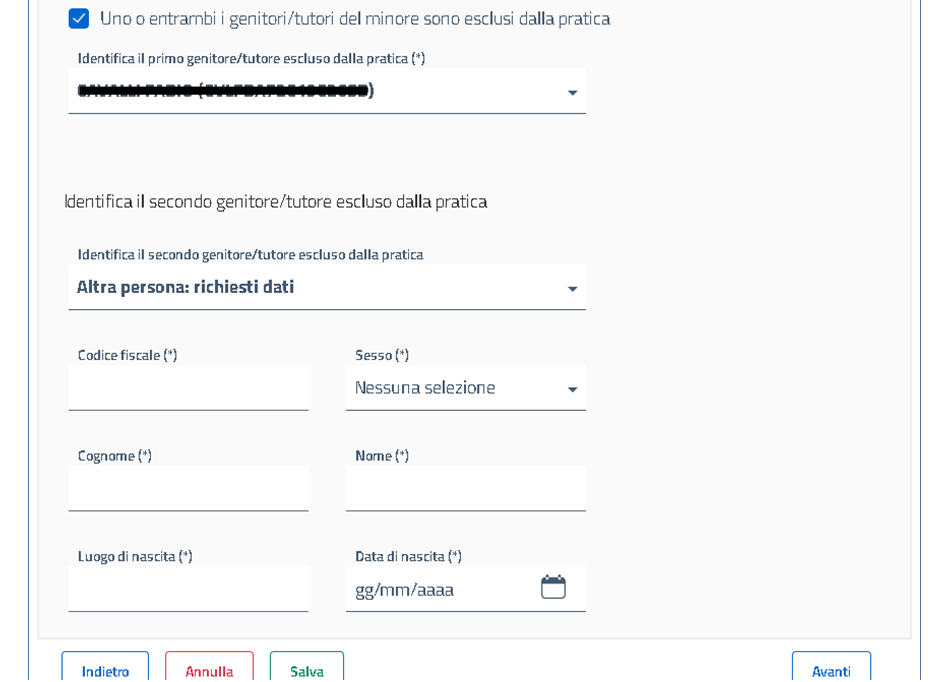 Uno o entrambi i genitori/tutori del minore sono esclusi dalla pratica
Identifica il primo genitore/tutore escluso dalla pratica (*)
Identifica il secondo genitore/tutore escluso dalla pratica
Identifica il secondo genitore/tutore escluso dalla pratica
Altra persona: richiesti dati
Codice fiscale (*) Sesso (*)
Nessuna selezione
Cognome (*) Nome (*)
Luogo di nascita (*) Data di nascita (*)
gg/mm/aaaa
Indietro Annulla Salva Avanti